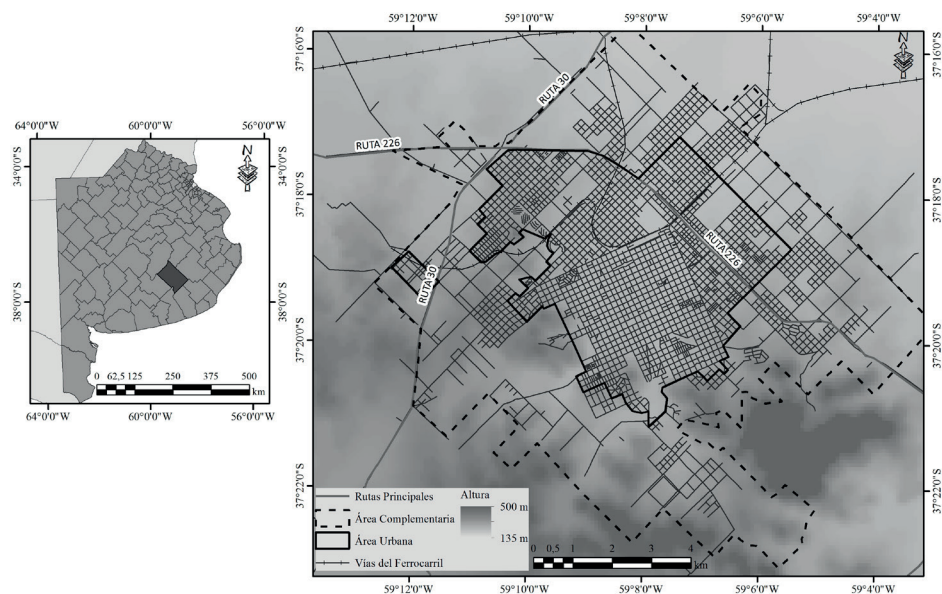 64°0'0"W 60°0'0"W 56°0'0"W
34°0'0"S
34°0'0"S
38°0'0"S
38°0'0"S
N
0 62,5 125 250 375 500
km
64°0'0"W 60°0'0"W 56°0'0"W
59°12'0"W 59°10'0"W 59°8'0"W 59°6'0"W 59°4'0"W
37°16'0"S
37°16'0"S
37°18'0"S
37°18'0"S
37°20'0"S
37°20'0"S
37°22'0"S
37°22'0"S
N
RUTA 30
RUTA 226
RUTA 226
RUTA 30
Rutas Principales
Área Complementaria
Área Urbana
Vías del Ferrocarril
Altura
500 m
135 m
0 0,5 1 2 3 4
km
59°12'0"W 59°10'0"W 59°8'0"W 59°6'0"W 59°4'0"W